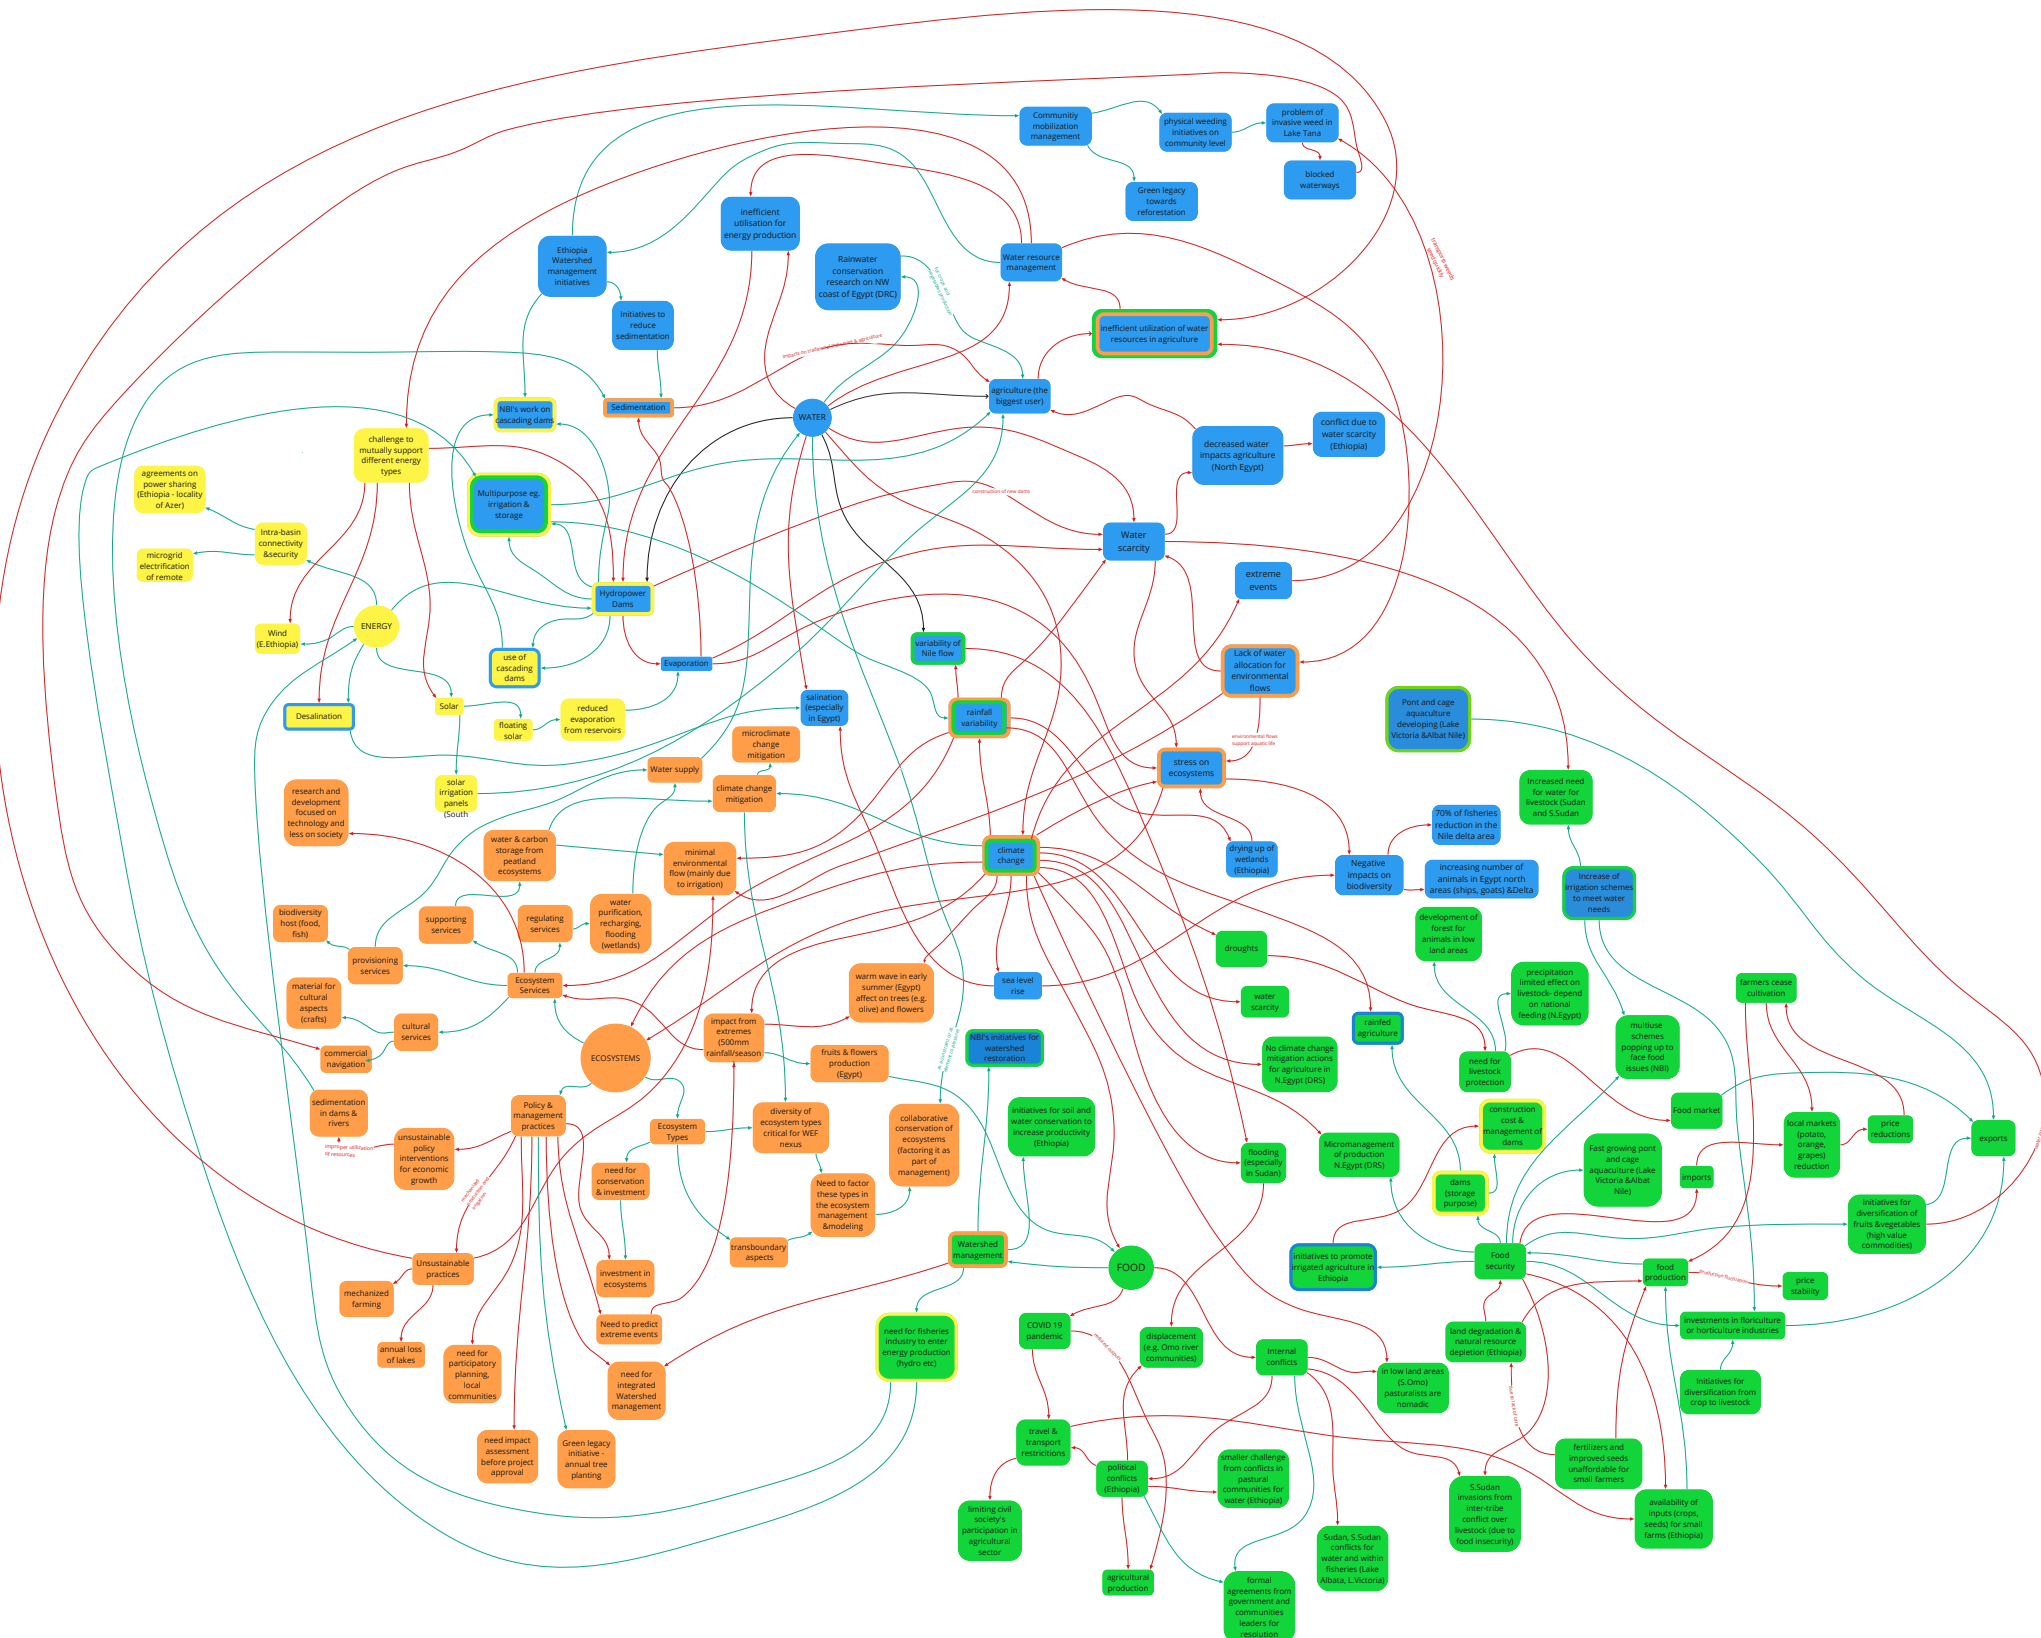 Communitiy
mobilization
management
physical weeding
initiatives on
community level
problem of
invasive weed in
Lake Tana
blocked
waterways
Green legacy
towards
reforestation
inefficient
utilisation for
energy production
Ethiopia
Watershed
management
initiatives
Rainwater
conservation
research on NW
coast of Egypt (DRC)
Water resource
management
transports weeds
Initiatives to
reduce
sedimentation
inefficient utilization of water
resources in agriculture
NBI's work on
cascading dams
Sedimentation
WATER
agriculture (the
biggest user)
challenge to
mutually support
different energy
types
decreased water
impacts agriculture
(North Egypt)
conflict due to
water scarcity
(Ethiopia)
agreements on
power sharing
(Ethiopia - locality
of Azer)
Multipurpose eg.
irrigation &
storage
construction of new dams
Intra-basin
connectivity
&security
microgrid
electrification
of remote
Water
scarcity
extreme
events
Hydropower
Dams
ENERGY
Wind
(E.Ethiopia)
use of
cascading
dams
Evaporation
variability of
Nile flow
Lack of water
allocation for
environmental
flows
Desalination
Solar
floating
solar
reduced
evaporation
from reservoirs
salination
(especially
in Egypt)
rainfall
variability
Pont and cage
aquaculture
developing (Lake
Victoria &Albat Nile)
environmental flows
support aquatic life
microclimate
change
mitigation
Water supply
stress on
ecosystems
solar
irrigation
panels
(South
climate change
mitigation
research and
development
focused on
technology and
less on society
Increased need
for water for
livestock (Sudan
and S.Sudan
70% of fisheries
reduction in the
Nile delta area
water & carbon
storage from
peatland
ecosystems
minimal
environmental
flow (mainly due
to irrigation)
climate
change
drying up of
wetlands
(Ethiopia)
Negative
impacts on
biodiversity
increasing number of
animals in Egypt north
areas (ships, goats) &Delta
Increase of
irrigation schemes
to meet water
needs
biodiversity
host (food,
fish)
supporting
services
regulating
services
water
purification,
recharging,
flooding
(wetlands)
development of
forest for
animals in low
land areas
droughts
provisioning
services
Ecosystem
Services
warm wave in early
summer (Egypt)
affect on trees (e.g.
olive) and flowers
sea level
rise
water
scarcity
precipitation
limited effect on
livestock- depend
on national
feeding (N.Egypt)
farmers cease
cultivation
material for
cultural
aspects
(crafts)
cultural
services
commercial
navigation
ECOSYSTEMS
impact from
extremes
(500mm
rainfall/season
fruits & flowers
production
(Egypt)
NBI's initiatives for
watershed
restoration
No climate change
mitigation actions
for agriculture in
N.Egypt (DRS)
rainfed
agriculture
need for
livestock
protection
multiuse
schemes
popping up to
face food
issues (NBI)
sedimentation
in dams &
rivers
improper utilization
of resources
unsustainable
policy
interventions
for economic
growth
Policy &
management
practices
Ecosystem
Types
diversity of
ecosystem types
critical for WEF
nexus
collaborative
conservation of
ecosystems
(factoring it as
part of
management)
initiatives for soil and
water conservation to
increase productivity
(Ethiopia)
Micromanagement
of production
N.Egypt (DRS)
flooding
(especially
in Sudan)
construction
cost &
management of
dams
Food market
local markets
(potato,
orange,
grapes)
reduction
price
reductions
exports
need for
conservation
& investment
Need to factor
these types in
the ecosystem
management
&modeling
dams
(storage
purpose)
Fast growing pont
and cage
aquaculture (Lake
Victoria &Albat
Nile)
imports
Initiatives for
diversification of
fruits &vegetables
(high value
commodities)
Unsustainable
practices
transboundary
aspects
Watershed
management
FOOD
initiatives to promote
irrigated agriculture in
Ethiopia
Food
security
food
production
production fluctuation
price
stability
mechanized
farming
investment in
ecosystems
Need to predict
extreme events
annual loss
of lakes
need for
participatory
planning,
local
communities
need for
integrated
Watershed
management
need for fisheries
industry to enter
energy production
(hydro etc)
COVID 19
pandemic
displacement
(e.g. Omo river
communities)
Internal
conflicts
in low land areas
(S.Omo)
pasturalists are
nomadic
land degradation &
natural resource
depletion (Ethiopia)
investments in floriculture
or horticulture industries
Initiatives for
diversification from
crop to livestock
need impact
assessment
before project
approval
Green legacy
initiative -
annual tree
planting
travel &
transport
restricitions
political
conflicts
(Ethiopia)
smaller challenge
from conflicts in
pastural
communities for
water (Ethiopia)
fertilizers and
improved seeds
unaffordable for
small farmers
limiting civil
society's
participation in
agricultural
sector
S.Sudan
invasions from
inter-tribe
conflict over
livestock (due to
food insecurity)
availability of
inputs (crops,
seeds) for small
farms (Ethiopia)
agricultural
production
formal
agreements from
government and
communities
leaders for
resolution
Sudan, S.Sudan
conflicts for
water and within
fisheries (Lake
Albata, L.Victoria)